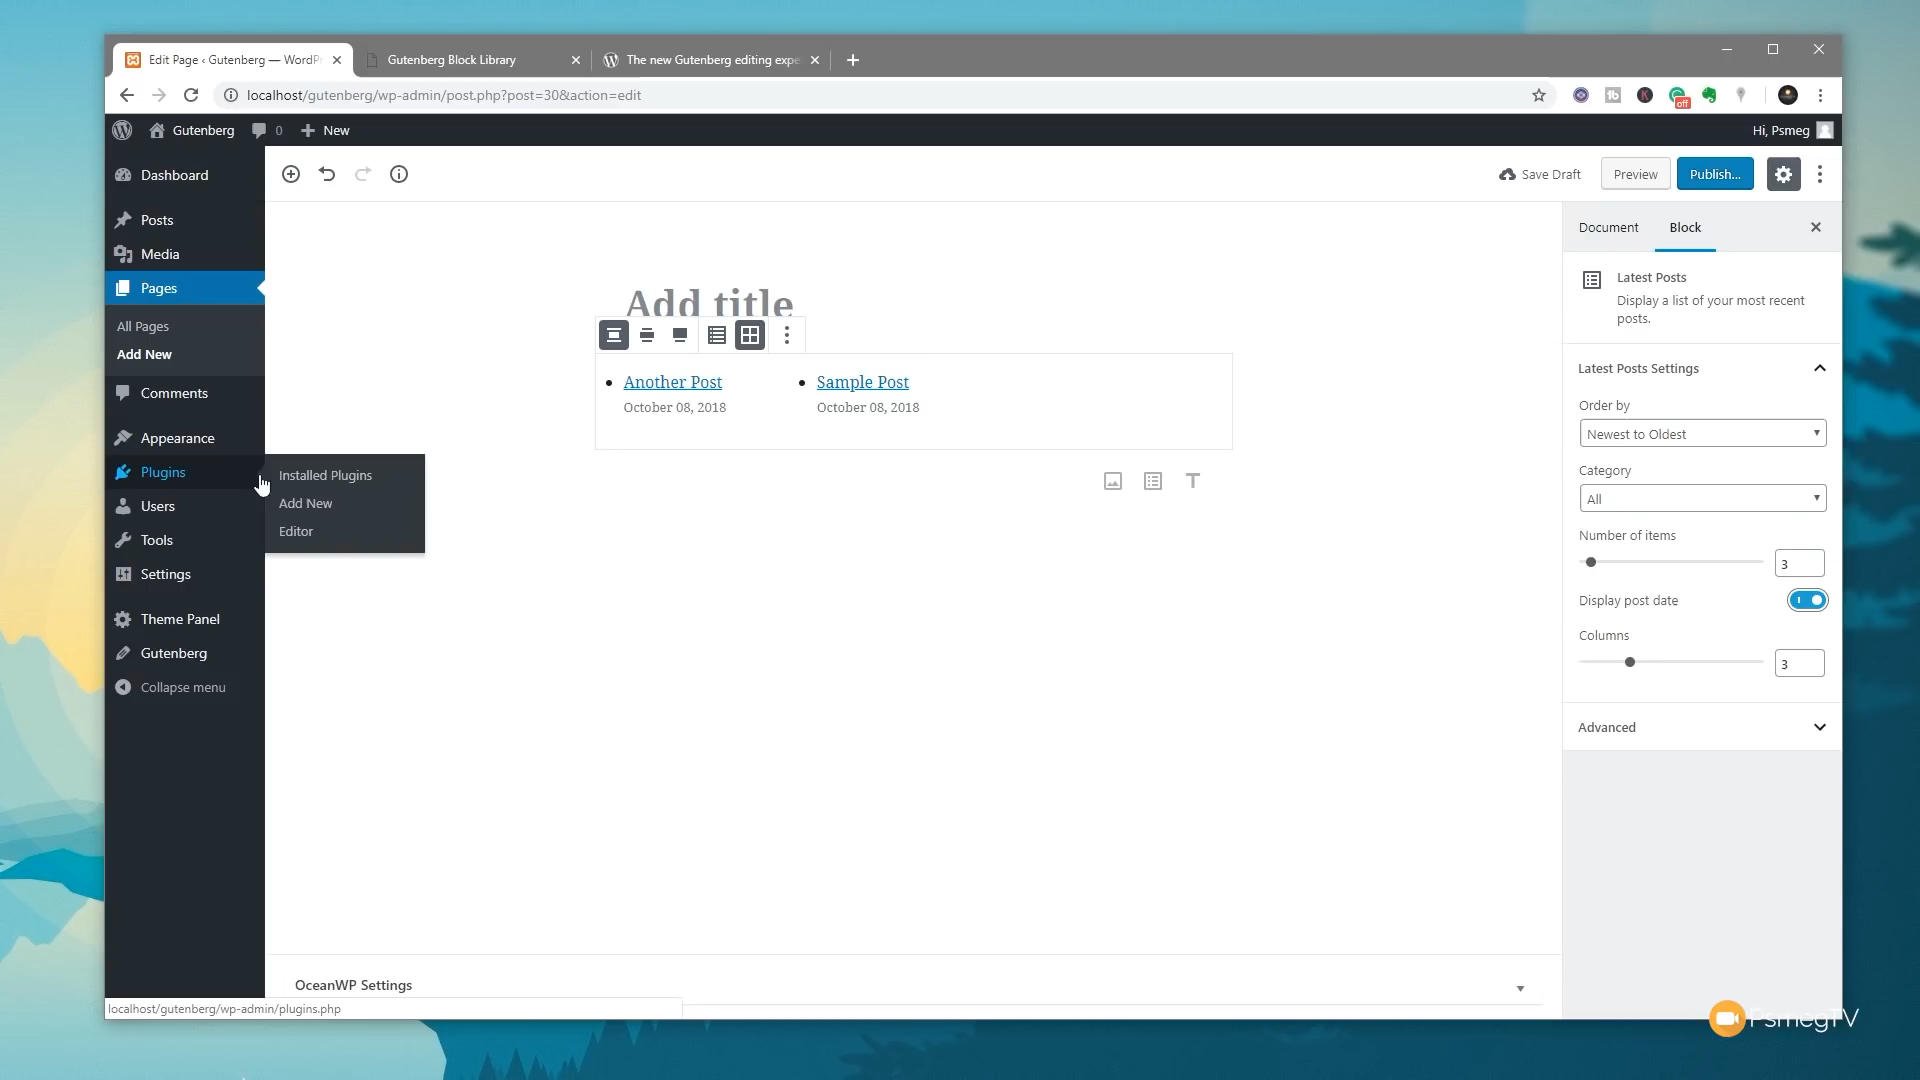 Edit Page ‹ Gutenberg — WordPr
Gutenberg Block Library
The new Gutenberg editing expe
localhost/gutenberg/wp-admin/post.php?post=30&action=edit
off
Gutenberg
0
New
Hi, Psmeg
Dashboard
Posts
Media
Pages
All Pages
Add New
Comments
Appearance
Plugins
Users
Tools
Settings
Theme Panel
Gutenberg
Collapse menu
Installed Plugins
Add New
Editor
Save Draft
Preview
Publish...
Add title
Another Post
October 08, 2018
Sample Post
October 08, 2018
Document
Block
Latest Posts
Display a list of your most recent
posts.
Latest Posts Settings
Order by
Newest to Oldest
Category
All
Number of items
3
Display post date
Columns
3
Advanced
OceanWP Settings
localhost/gutenberg/wp-admin/plugins.php
PsmegTV